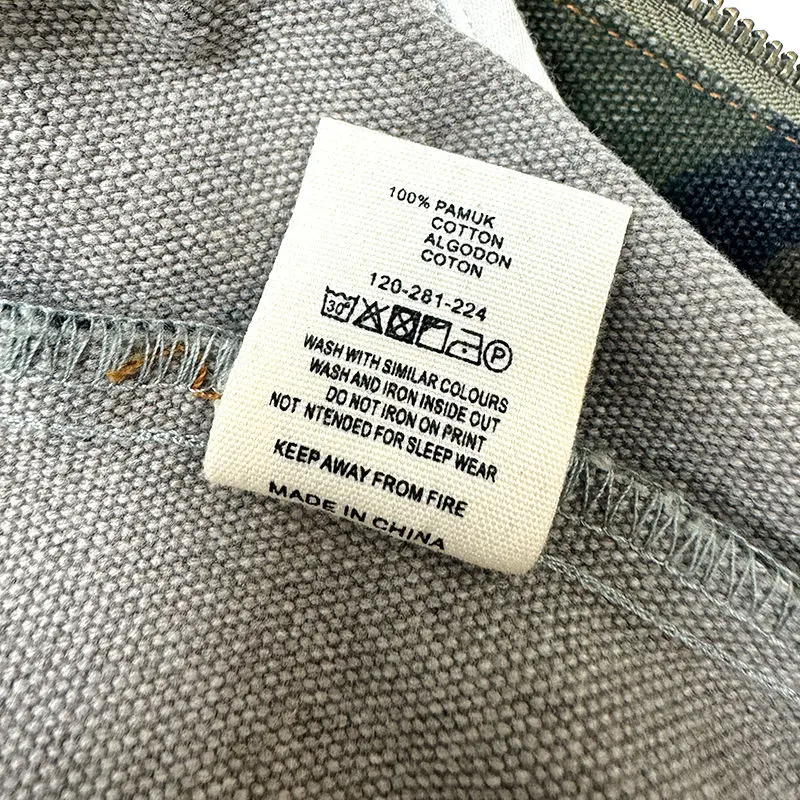 100% PAMUK
COTTON
ALGODON
COTON
120-281-224
30° P
WASH WITH SIMILAR COLOURS
WASH AND IRON INSIDE OUT
DO NOT IRON ON PRINT
NOT NTENDED FOR SLEEP WEAR
KEEP AWAY FROM FIRE
MADE IN CHINA